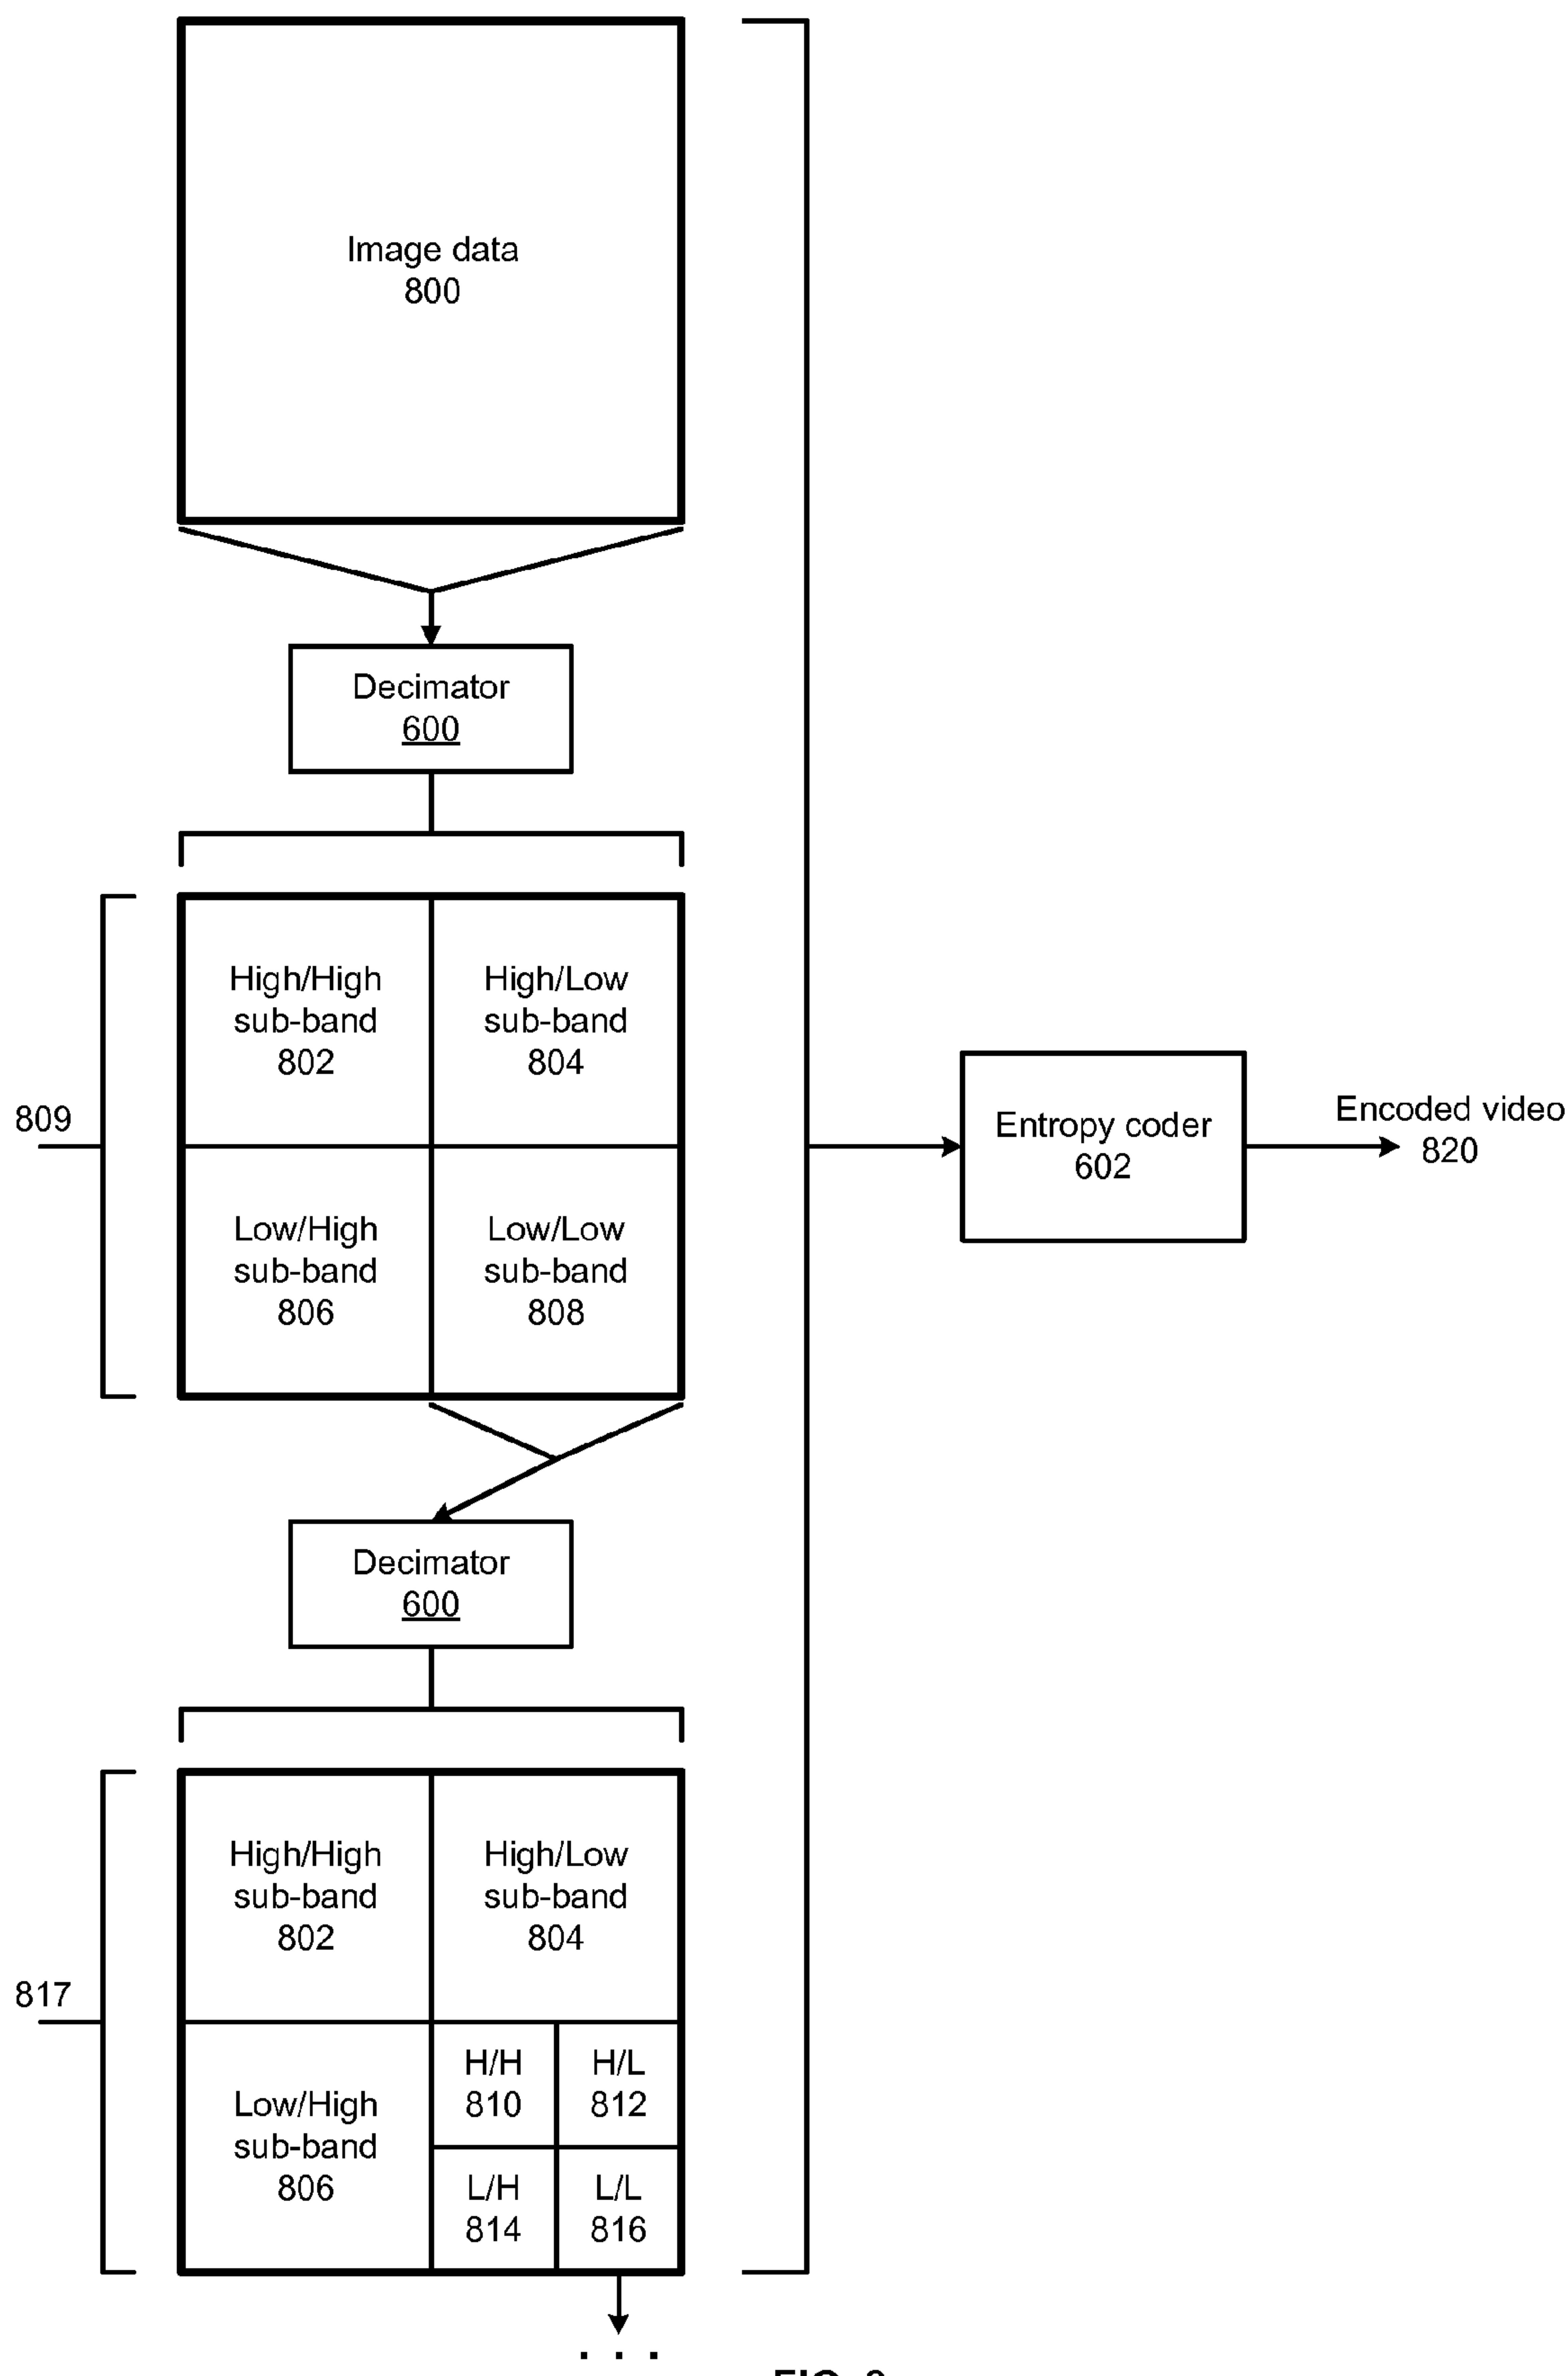 Image data
800
Decimator
600
High/High
sub-band
802
High/Low
sub-band
804
809
Low/High
sub-band
806
Low/Low
sub-band
808
Entropy coder
602
Encoded video
820
Decimator
600
High/High
sub-band
802
High/Low
sub-band
804
817
Low/High
sub-band
806
H/H
810
H/L
812
L/H
814
L/L
816
. . .
FIG.